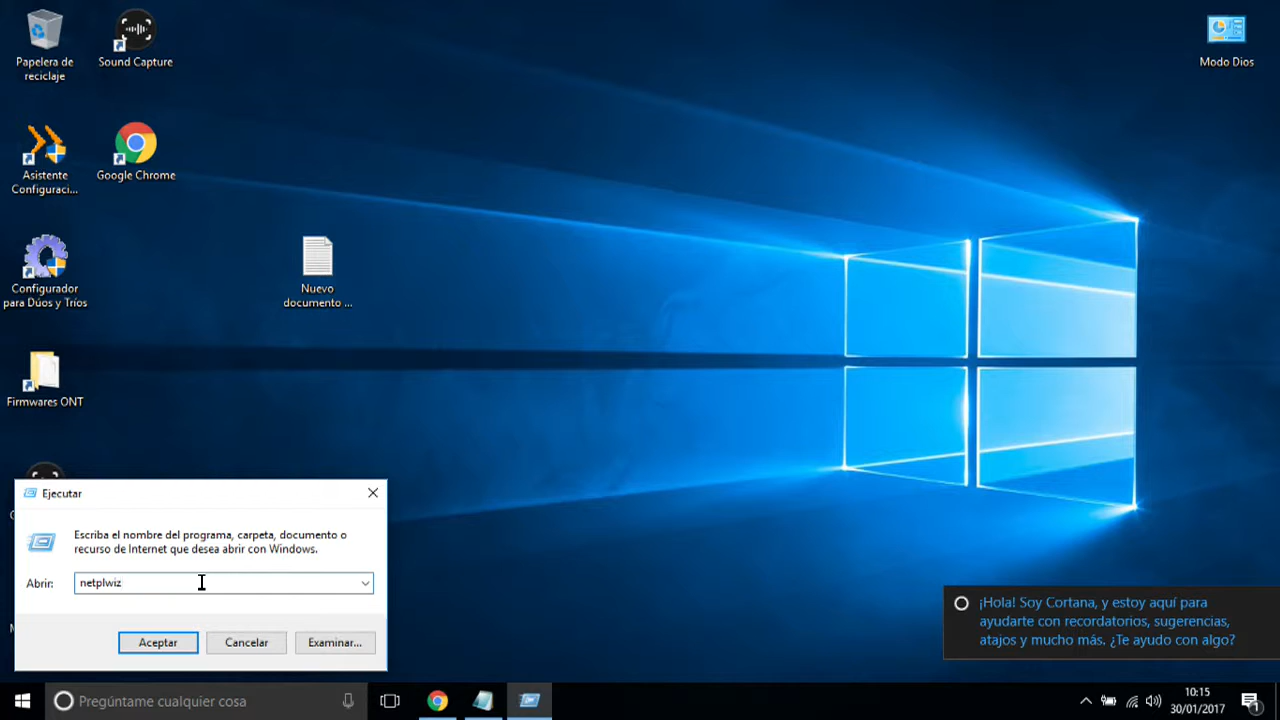 Papelera de
reciclaje
Sound Capture
Modo Dios
Asistente
Configuraci...
Google Chrome
Configurador
para Dúos y Tríos
Nuevo
documento ...
Firmwares ONT
Ejecutar
Escriba el nombre del programa, carpeta, documento o
recurso de Internet que desea abrir con Windows.
Abrir:
netplwiz
Aceptar
Cancelar
Examinar...
¡Hola! Soy Cortana, y estoy aquí para
ayudarte con recordatorios, sugerencias,
atajos y mucho más. ¿Te ayudo con algo?
Pregúntame cualquier cosa
10:15
30/01/2017
1